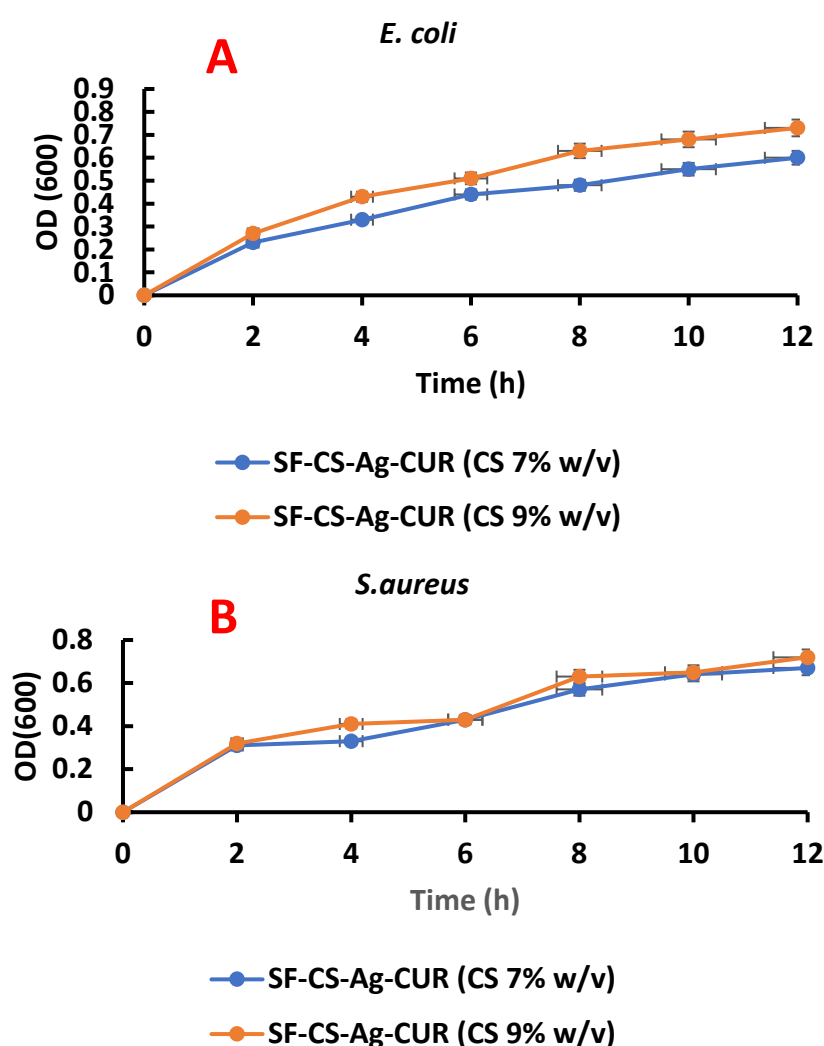 E. coli
A
0.9
0.8
0.7
0.6
0.5
0.4
0.3
0.2
0.1
0
OD (600)
0 2 4 6 8 10 12
Time (h)
SF-CS-Ag-CUR (CS 7% w/v)
SF-CS-Ag-CUR (CS 9% w/v)
S.aureus
B
0.8
0.6
0.4
0.2
0
OD(600)
0 2 4 6 8 10 12
Time (h)
SF-CS-Ag-CUR (CS 7% w/v)
SF-CS-Ag-CUR (CS 9% w/v)